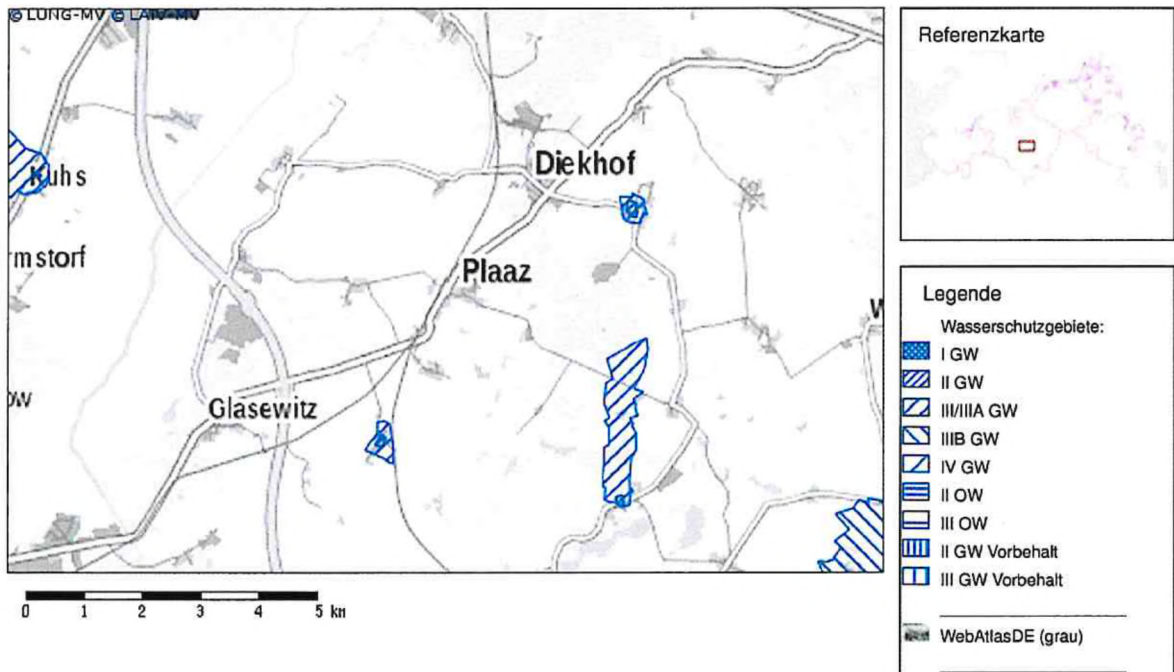 © LUNG-MV © LAIV-MV
Kuhs
rmstorf
ow
Diekhof
Plaaz
Glasewitz
W
0 1 2 3 4 5 km
Referenzkarte
Legende
Wasserschutzgebiete:
I GW
II GW
III/IIIA GW
IIIB GW
IV GW
II OW
III OW
II GW Vorbehalt
III GW Vorbehalt
WebAtlasDE (grau)